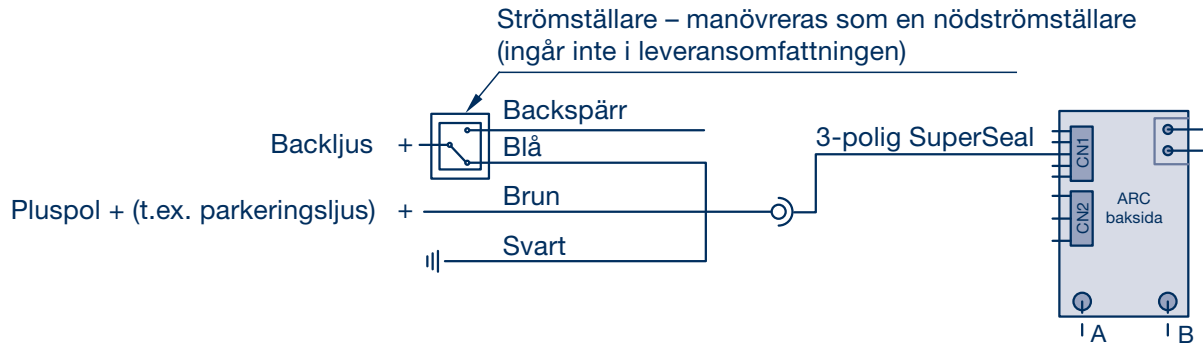 Strömställare – manövreras som en nödströmställare
(ingår inte i leveransomfattningen)
Backspärr
Backljus +
Blå
3-polig SuperSeal
CN1
Pluspol + (t.ex. parkeringsljus) +
Brun
CN2
ARC
baksida
Svart
A
B